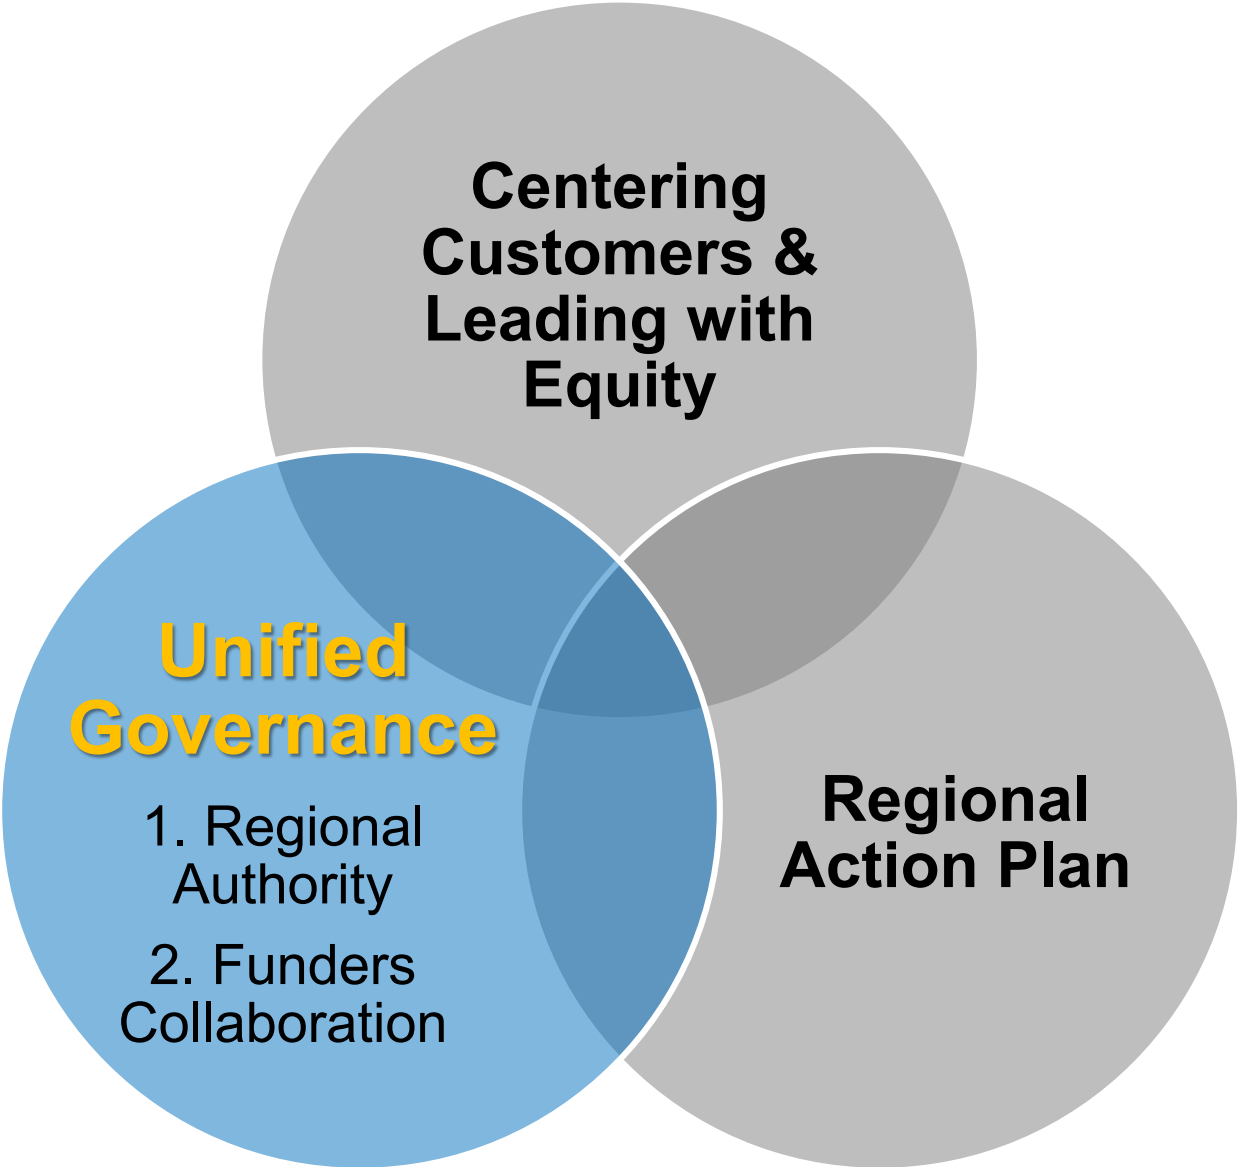 Centering
Customers &
Leading with
Equity
Unified
Governance
1. Regional
Authority
2. Funders
Collaboration
Regional
Action Plan